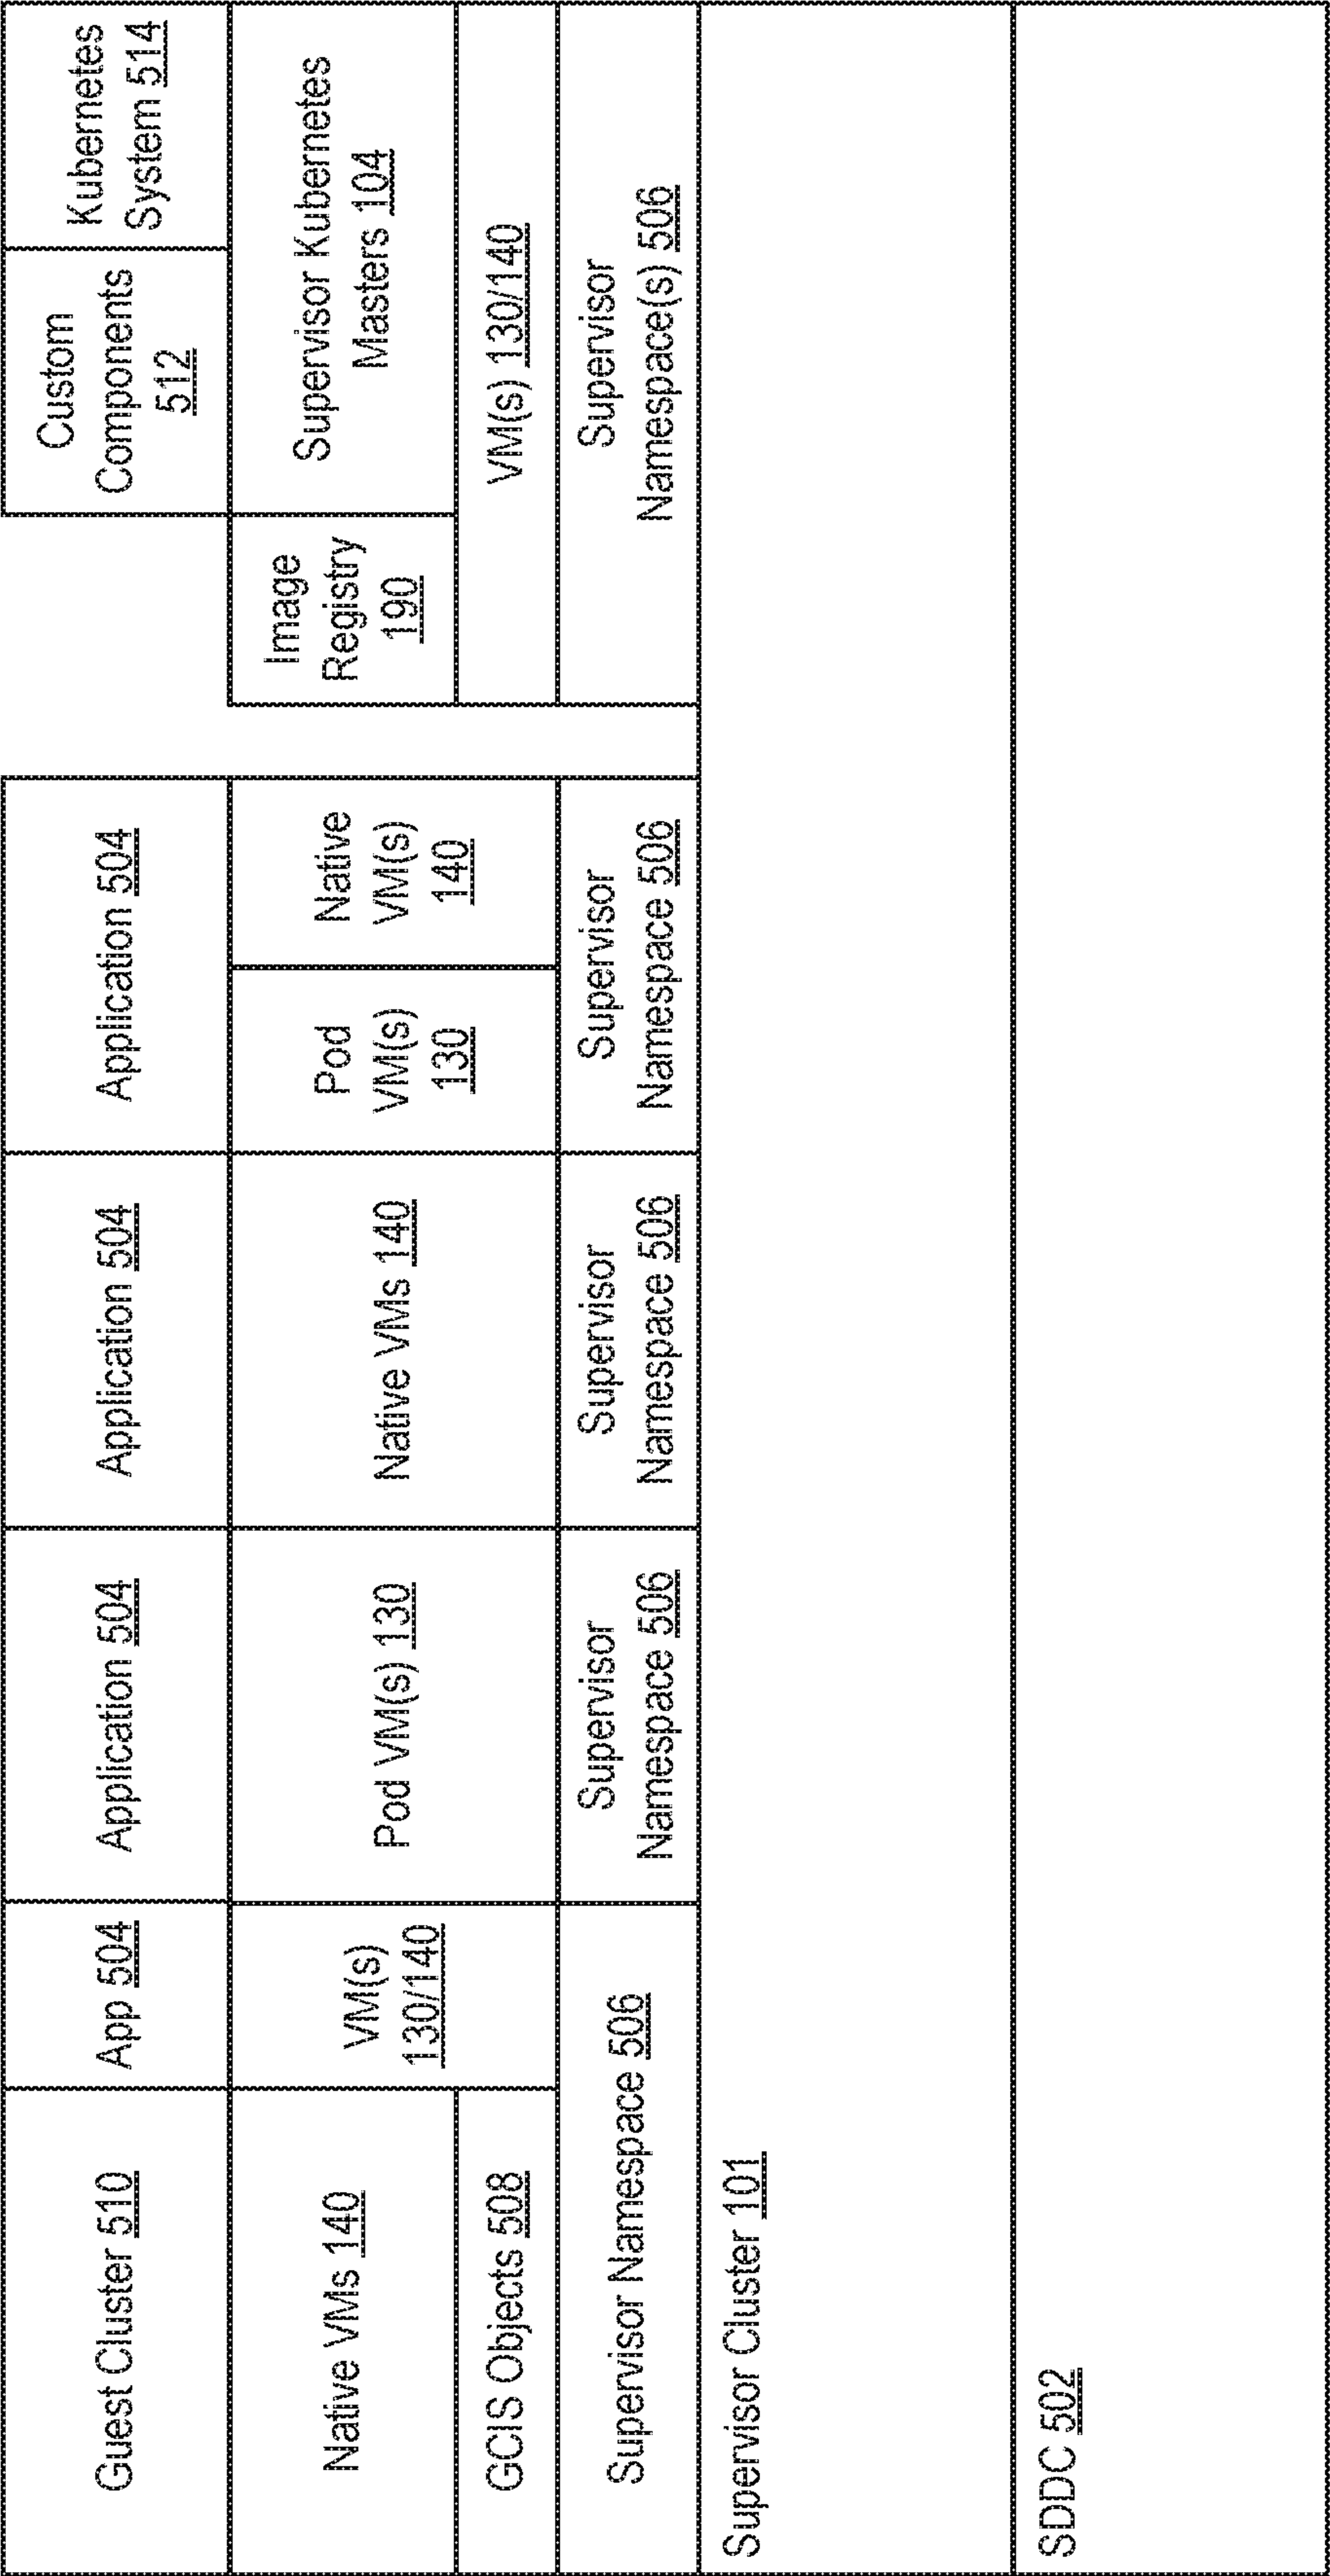 Guest Cluster 510
App 504
Application 504
Application 504
Application 504
Custom
Components
512
Kubernetes
System 514
Native VMs 140
VM(s)
130/140
Pod VM(s) 130
Native VMs 140
Pod
VM(s)
130
Native
VM(s)
140
Image
Registry
190
Supervisor Kubernetes
Masters 104
GCIS Objects 508
VM(s) 130/140
Supervisor Namespace 506
Supervisor
Namespace 506
Supervisor
Namespace 506
Supervisor
Namespace 506
Supervisor
Namespace(s) 506
Supervisor Cluster 101
SDDC 502